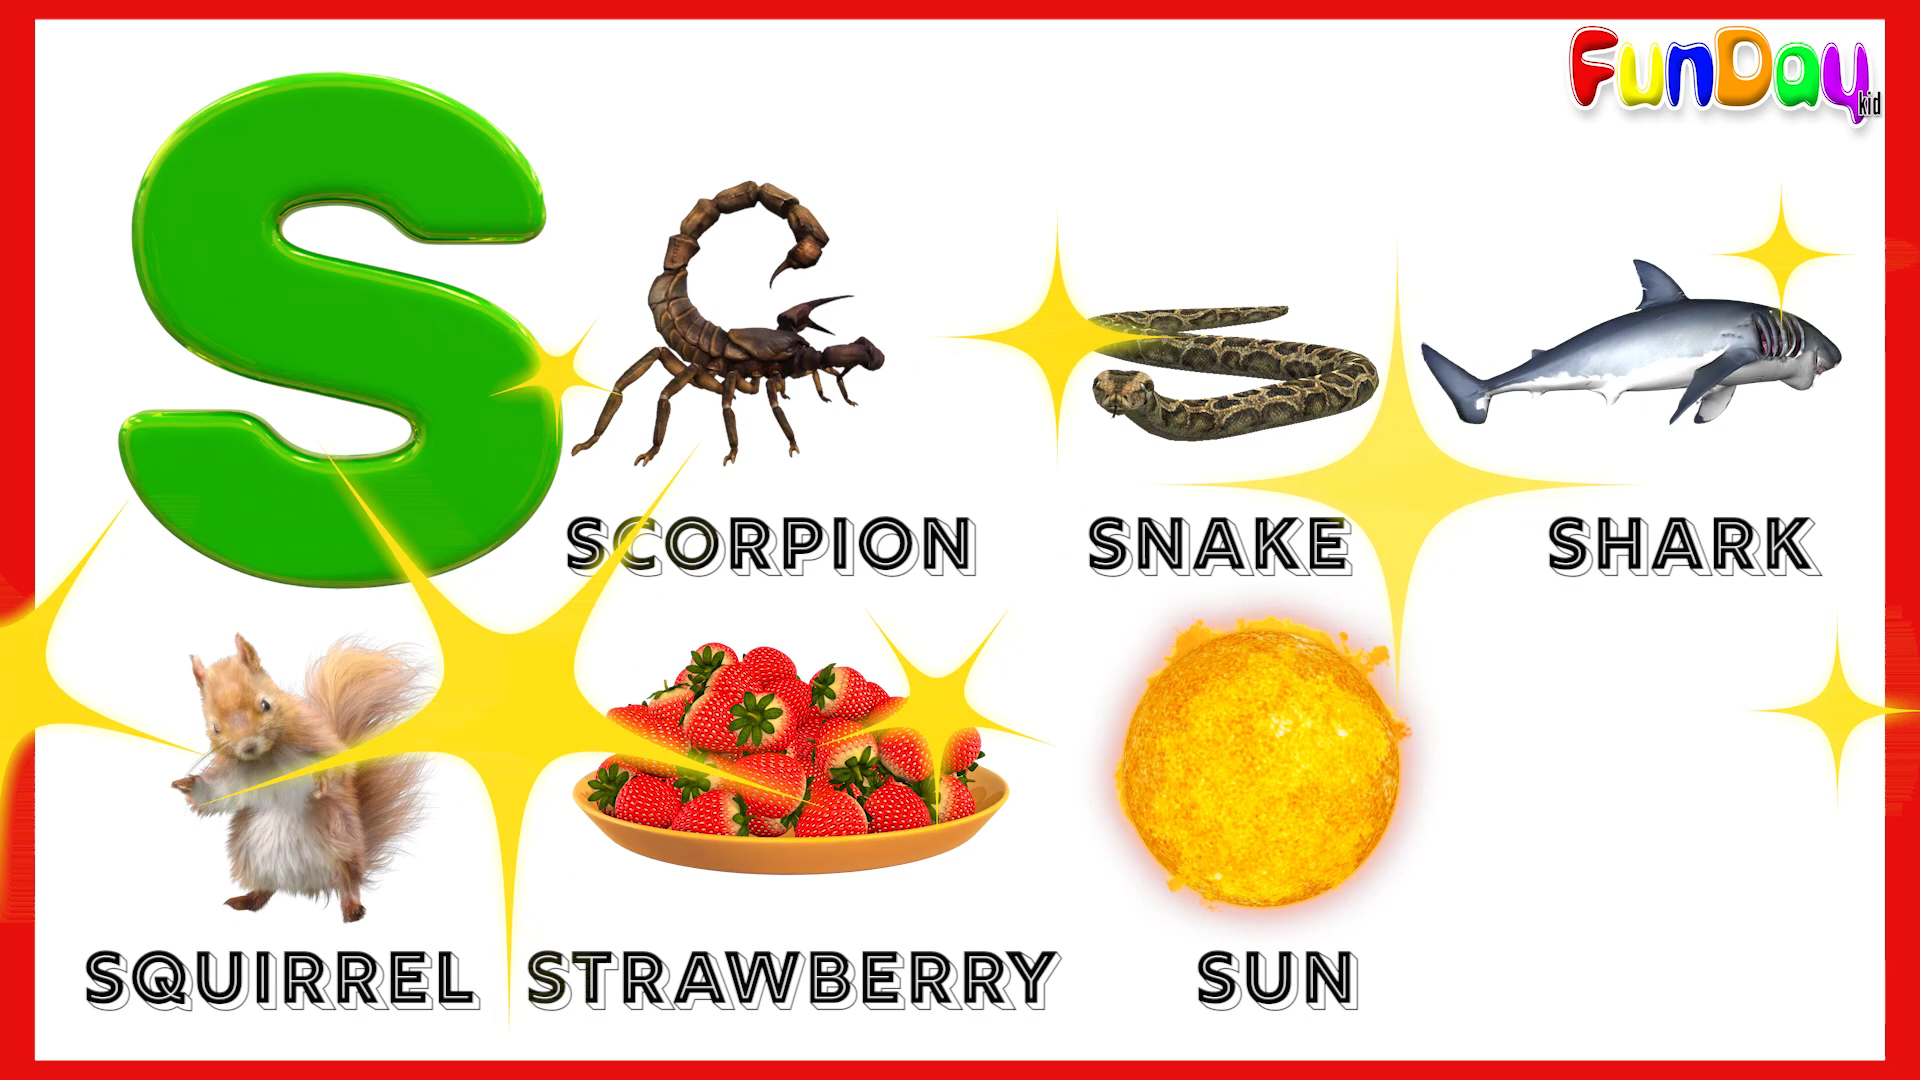 FunDay
kid
S
SCORPION
SNAKE
SHARK
SQUIRREL
STRAWBERRY
SUN